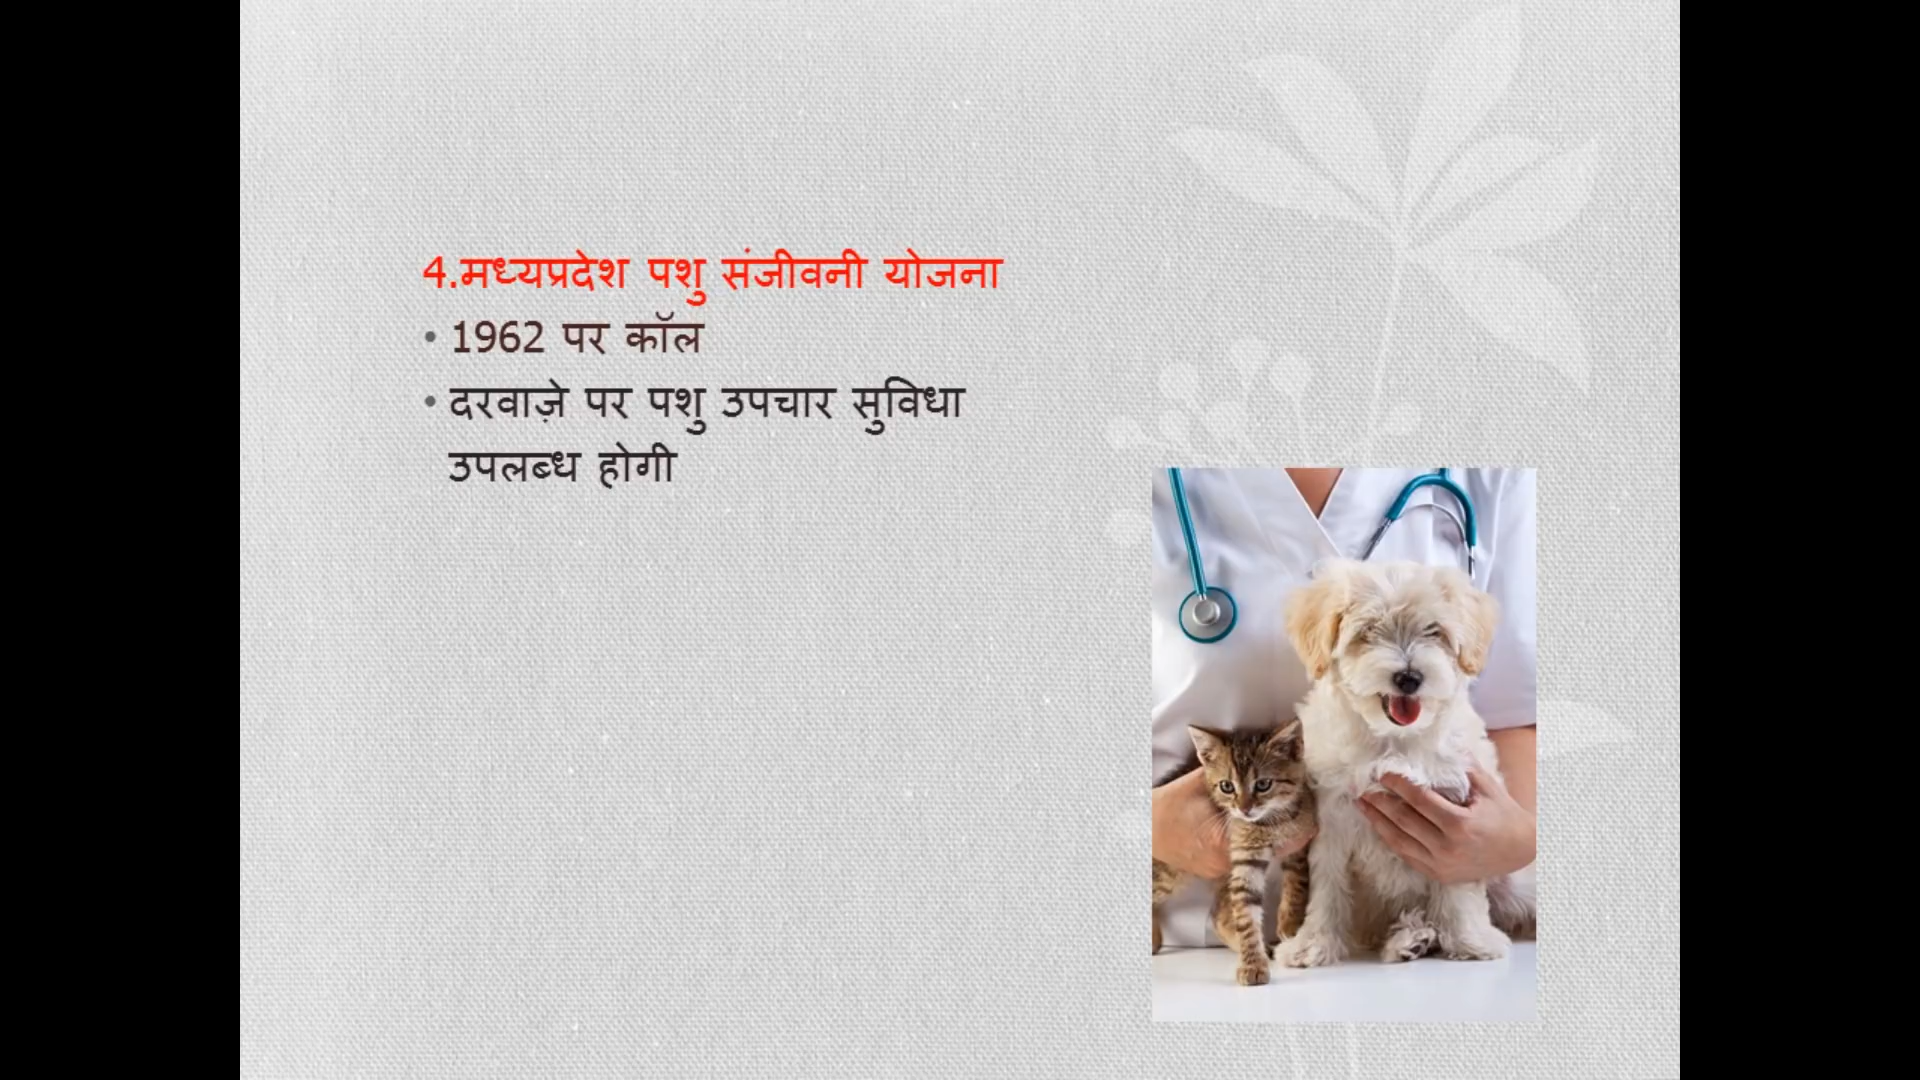 4.मध्यप्रदेश पशु संजीवनी योजना
• 1962 पर कॉल
• दरवाज़े पर पशु उपचार सुविधा
उपलब्ध होगी